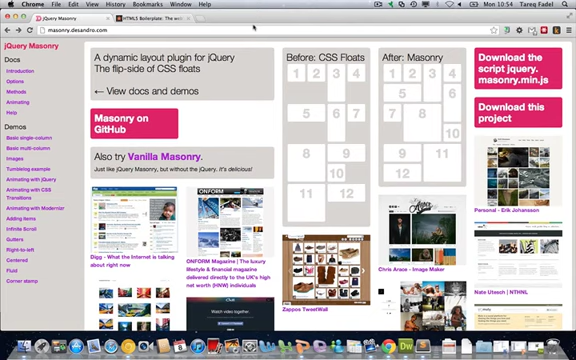 Chrome File Edit View History Bookmarks Window Help
Mon 10:54 Tareq Fadel
jQuery Masonry
HTML5 Boilerplate: The web
masonry.desandro.com
jQuery Masonry
Docs
Introduction
Options
Methods
Animating
Help
Demos
Basic single-column
Basic multi-column
Images
Tumblelog example
Animating with jQuery
Animating with CSS
Transitions
Animating with Modernizr
Adding items
Infinite Scroll
Gutters
Right-to-left
Centered
Fluid
Corner stamp
A dynamic layout plugin for jQuery
The flip-side of CSS floats
← View docs and demos
Masonry on
GitHub
Also try Vanilla Masonry.
Just like jQuery Masonry, but without the jQuery. It's delicious!
Digg - What the Internet is talking
about right now
ONFORM
ONFORM Magazine | The luxury
lifestyle & financial magazine
delivered directly to the UK's high
net worth (HNW) individuals
Watch videos together:
Before: CSS Floats
1 2 3 4
5
6
7
8 9
10
11 12
Zappos TweetWall
After: Masonry
1 2 3 4
5 6
7 8
10
9
11 12
Chris Arace - Image Maker
Download the
script jquery.
masonry.min.js
Download this
project
Personal - Erik Johansson
Nate Utesch | NTHNL